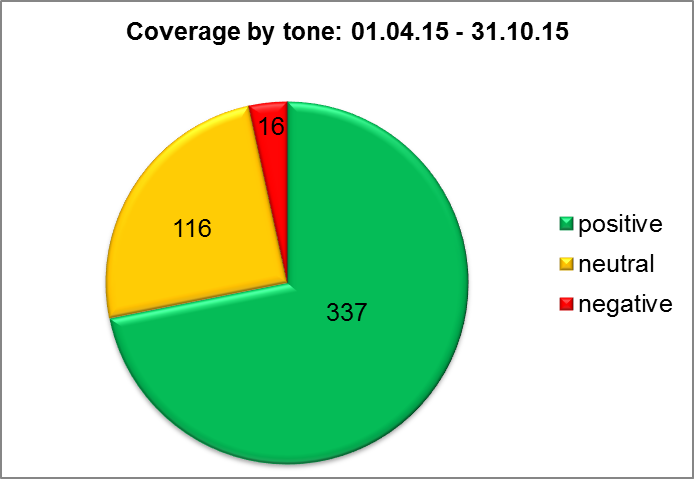 Coverage by tone: 01.04.15 - 31.10.15
16
116
337
positive
neutral
negative